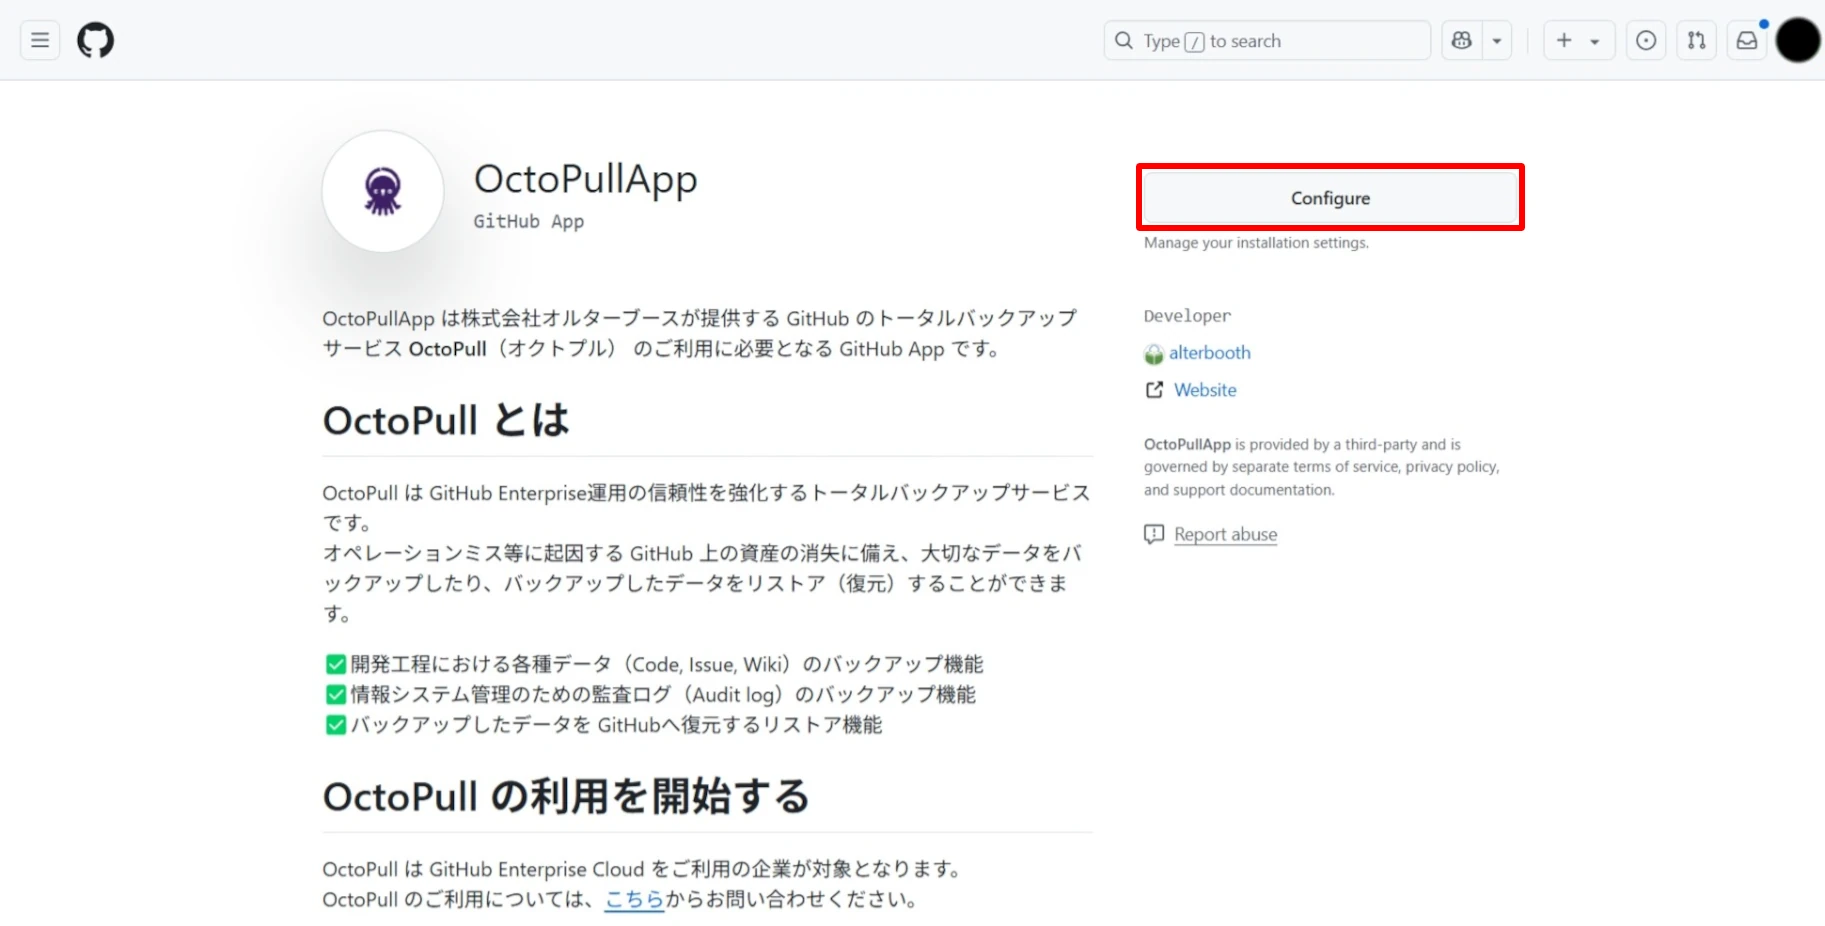 Type / to search
OctoPullApp
GitHub App
OctoPullApp は株式会社オルターブースが提供する GitHub のトータルバックアップ
サービス OctoPull（オクトプル） のご利用に必要となる GitHub App です。
OctoPull とは
OctoPull は GitHub Enterprise運用の信頼性を強化するトータルバックアップサービス
です。
オペレーションミス等に起因する GitHub 上の資産の消失に備え、大切なデータをバ
ックアップしたり、バックアップしたデータをリストア（復元）することができま
す。
開発工程における各種データ（Code, Issue, Wiki）のバックアップ機能
情報システム管理のための監査ログ（Audit log）のバックアップ機能
バックアップしたデータを GitHubへ復元するリストア機能
OctoPull の利用を開始する
OctoPull は GitHub Enterprise Cloud をご利用の企業が対象となります。
OctoPull のご利用については、こちらからお問い合わせください。
Configure
Manage your installation settings.
Developer
alterbooth
Website
OctoPullApp is provided by a third-party and is
governed by separate terms of service, privacy policy,
and support documentation.
Report abuse